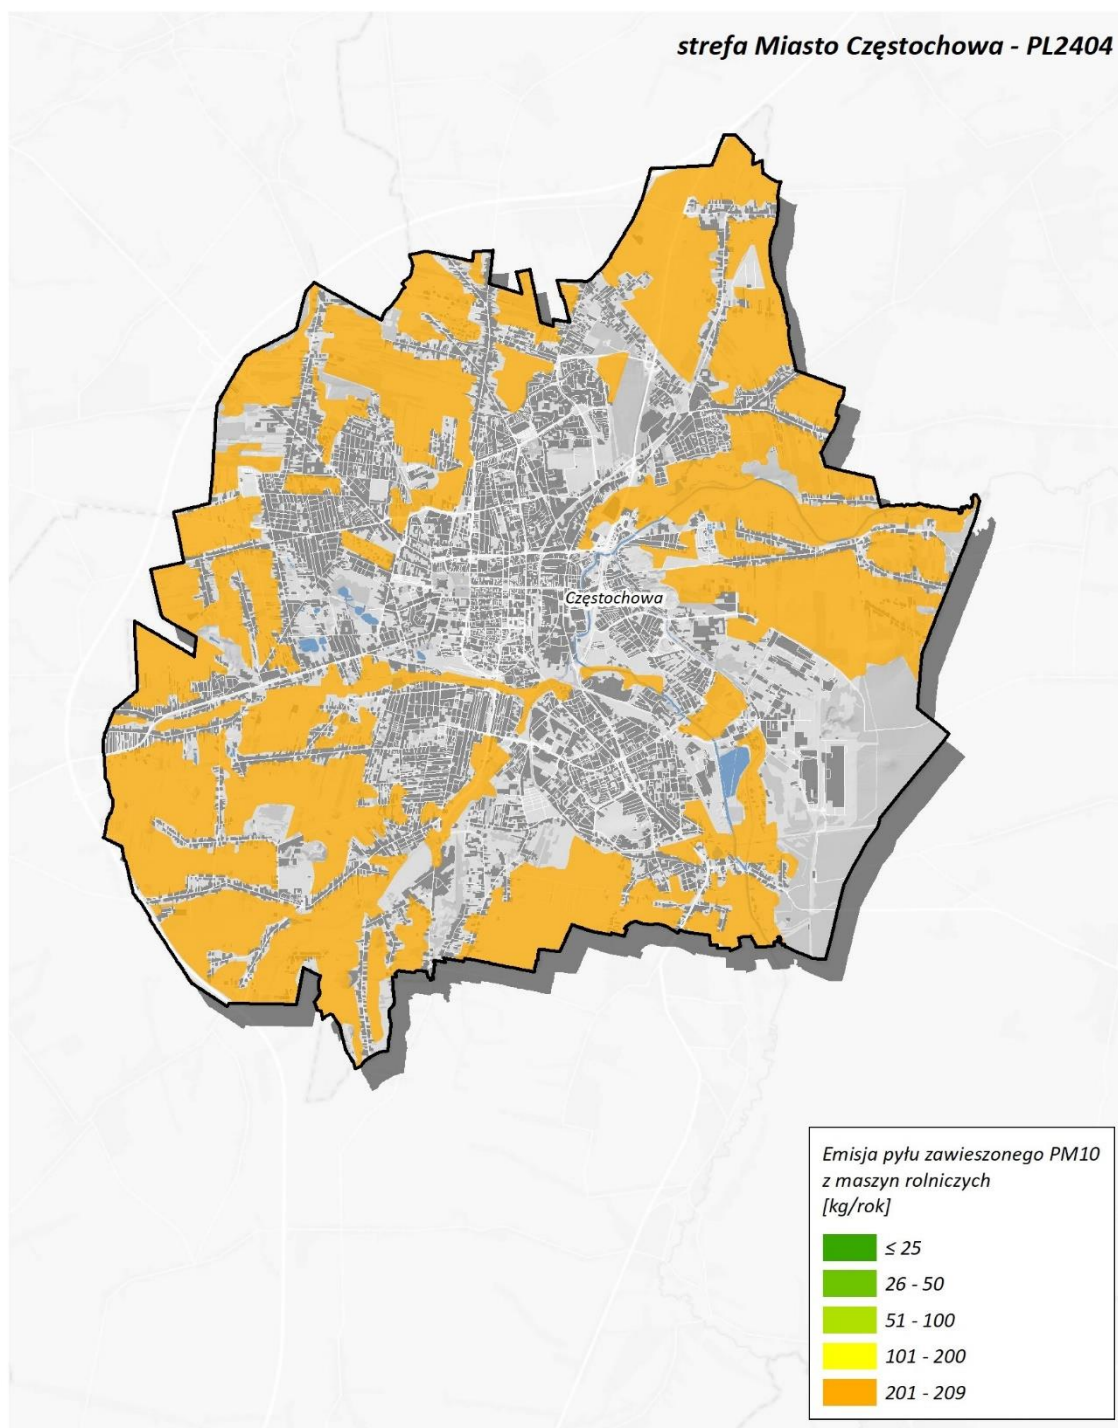 strefa Miasto Częstochowa - PL2404
Częstochowa
Emisja pyłu zawieszonego PM10
z maszyn rolniczych
[kg/rok]
≤ 25
26 - 50
51 - 100
101 - 200
201 - 209